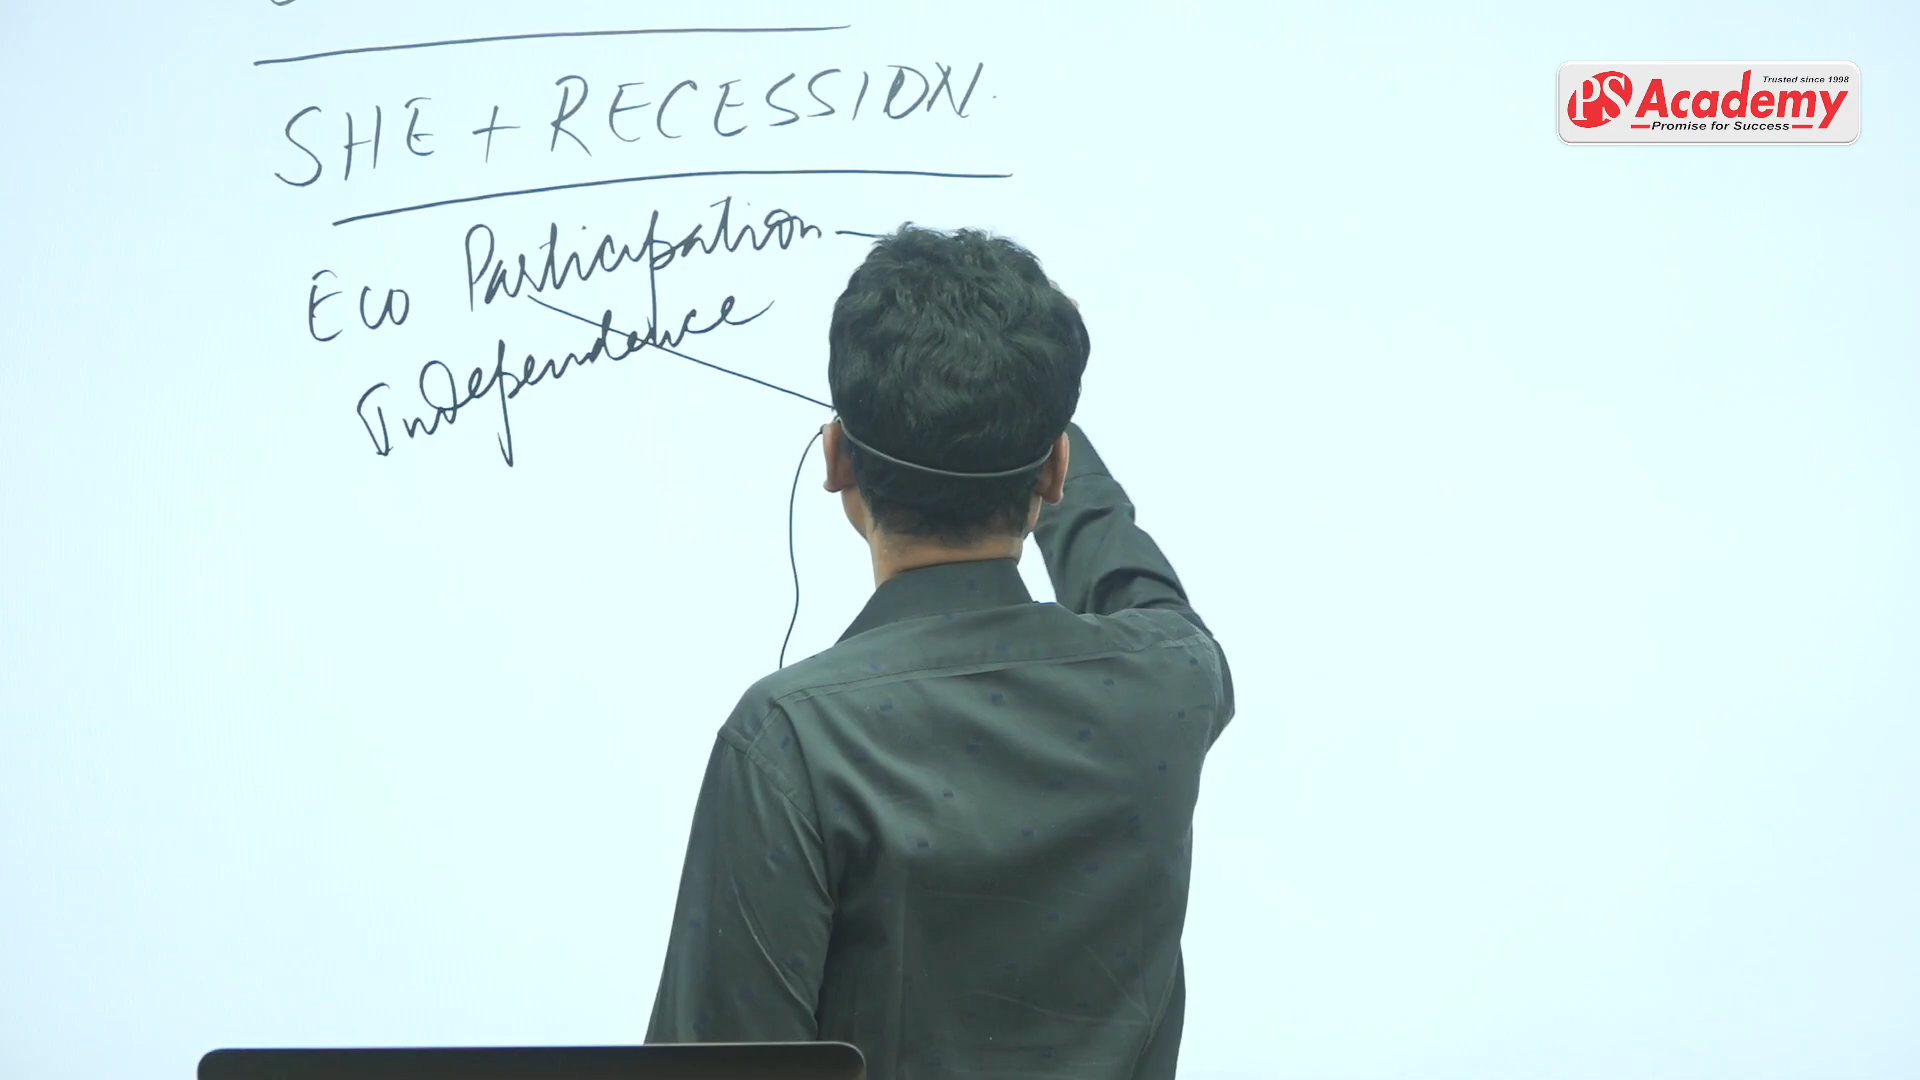 SHE + RECESSION.
Eco Participation
Independence
PS Academy
Trusted since 1998
Promise for Success